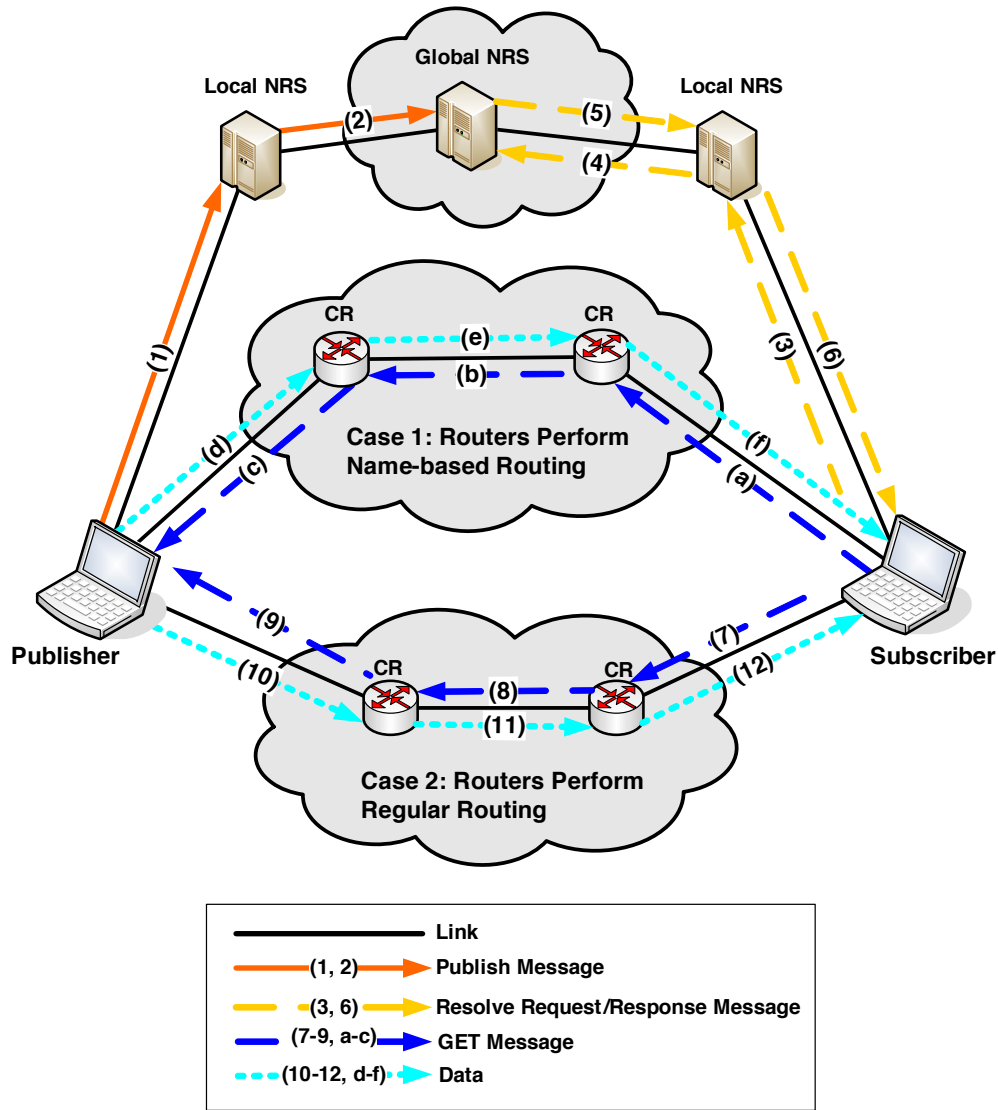 Global NRS
Local NRS
Local NRS
(2)
(5)
(4)
(1)
(3)
(6)
CR
CR
(e)
(b)
(d)
(c)
(f)
(a)
Case 1: Routers Perform
Name-based Routing
Publisher
Subscriber
(9)
(7)
(10)
(12)
CR
CR
(8)
(11)
Case 2: Routers Perform
Regular Routing
Link
(1, 2) Publish Message
(3, 6) Resolve Request/Response Message
(7-9, a-c) GET Message
(10-12, d-f) Data